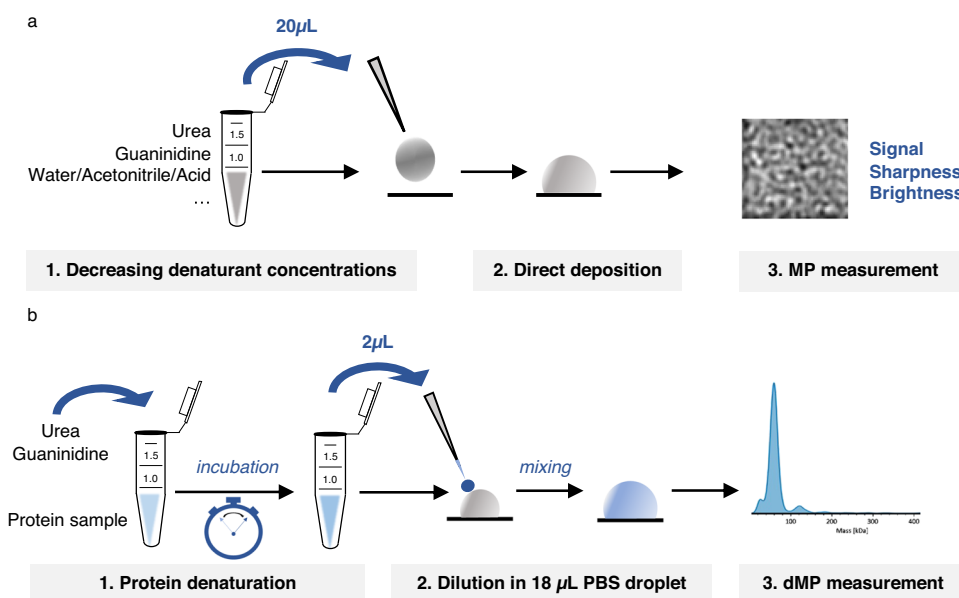 a
20µL
Urea
Guaninidine
Water/Acetonitrile/Acid
...
1.5
1.0
Signal
Sharpness
Brightness
1. Decreasing denaturant concentrations
2. Direct deposition
3. MP measurement
b
2µL
Urea
Guaninidine
Protein sample
1.5
1.0
incubation
1.5
1.0
mixing
100 200 300 400
Mass [kDa]
1. Protein denaturation
2. Dilution in 18 µL PBS droplet
3. dMP measurement